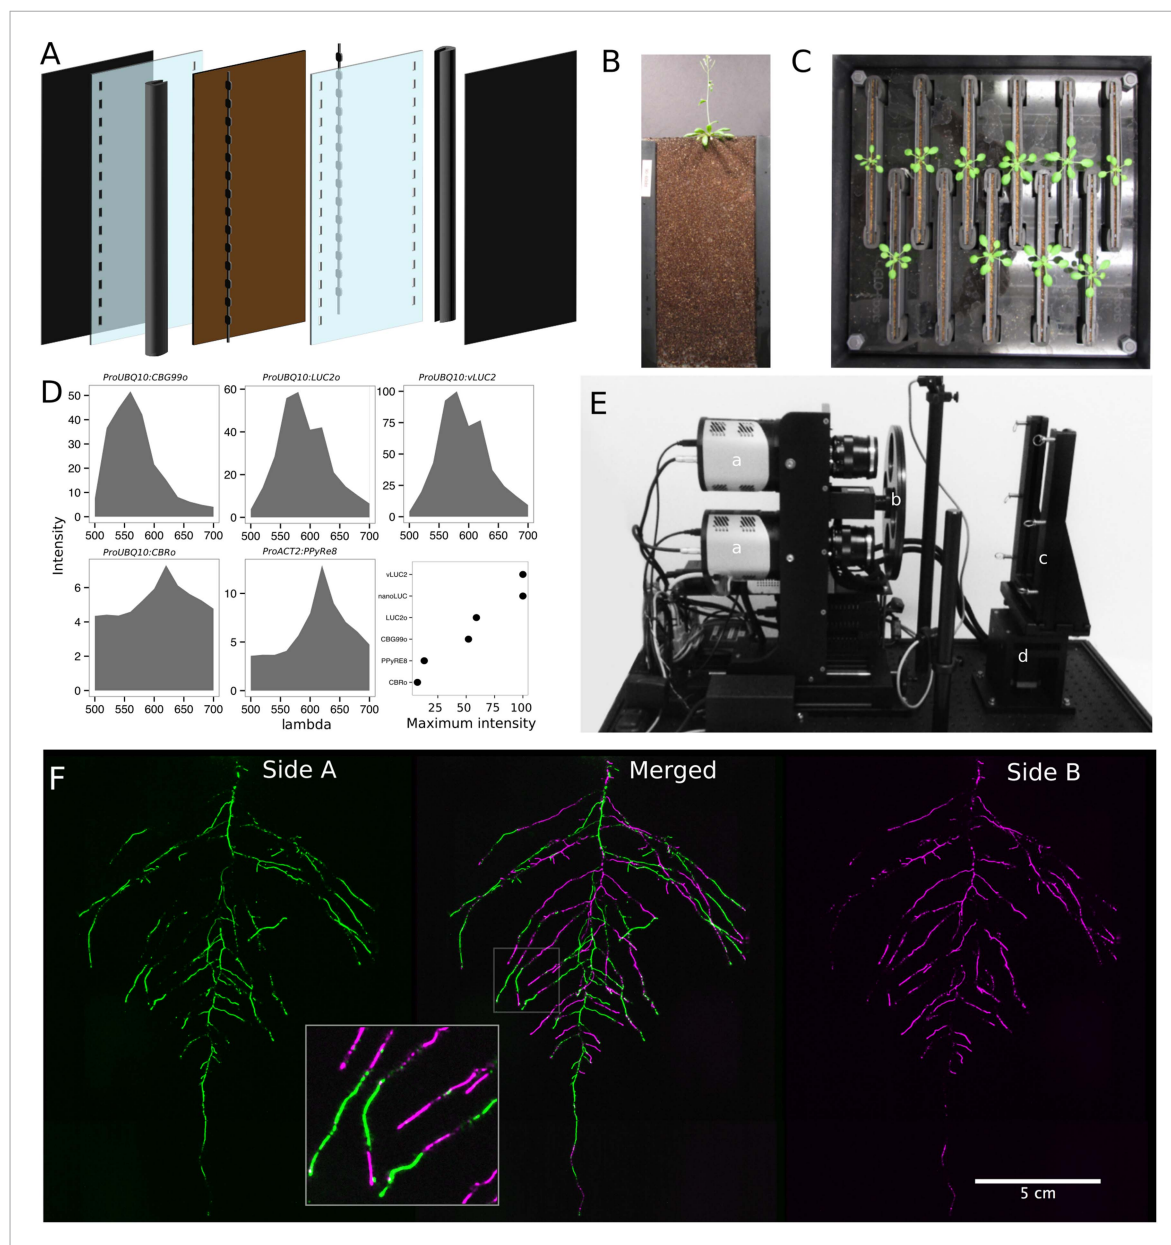 A
B
C
D
ProUBQ10:CBG99o
ProUBQ10:LUC2o
ProUBQ10:vLUC2
Intensity
50
40
30
20
10
0
60
40
20
0
100
75
50
25
0
500 550 600 650 700
500 550 600 650 700
500 550 600 650 700
ProUBQ10:CBRo
ProACT2:PPyRe8
6
4
2
0
10
5
0
500 550 600 650 700
500 550 600 650 700
lambda
vLUC2
nanoLUC
LUC2o
CBG99o
PPyRE8
CBRo
25 50 75 100
Maximum intensity
E
a
a
b
c
d
F
Side A
Merged
Side B
5 cm